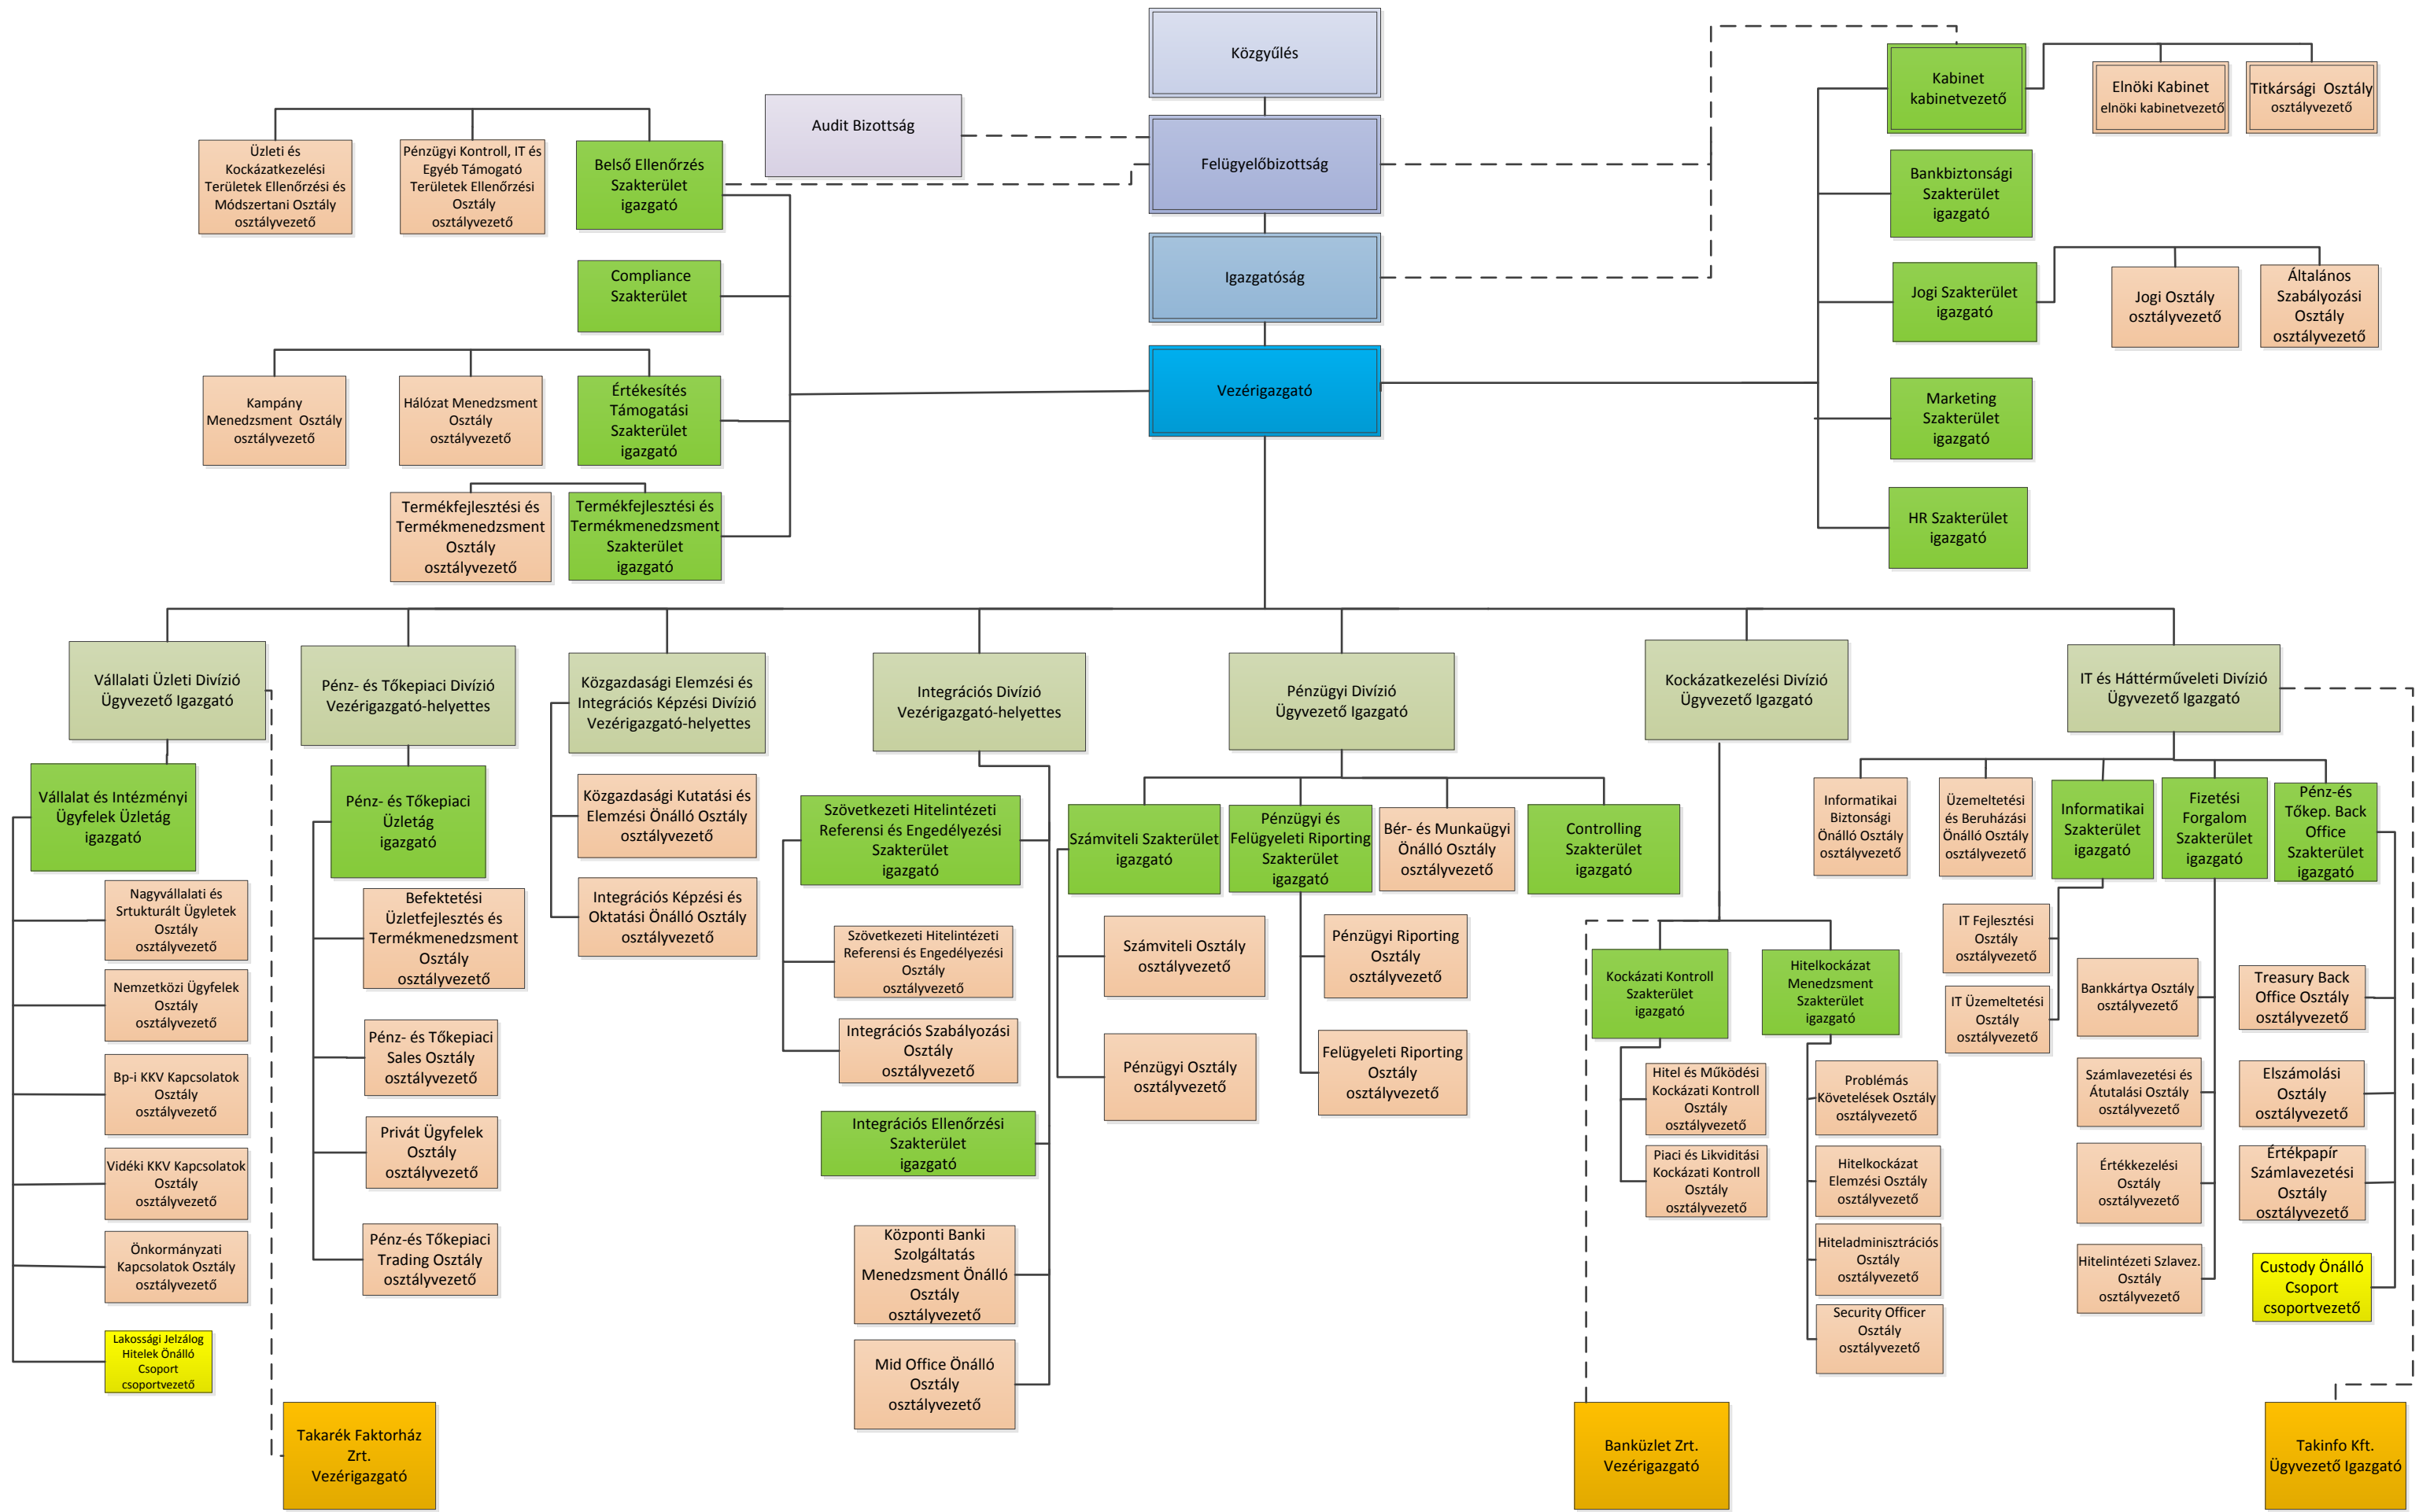 Közgyűlés
Audit Bizottság
Felügyelőbizottság
Igazgatóság
Vezérigazgató
Üzleti és
Kockázatkezelési
Területek Ellenőrzési és
Módszertani Osztály
osztályvezető
Pénzügyi Kontroll, IT és
Egyéb Támogató
Területek Ellenőrzési
Osztály
osztályvezető
Belső Ellenőrzés
Szakterület
igazgató
Compliance
Szakterület
Kampány
Menedzsment Osztály
osztályvezető
Hálózat Menedzsment
Osztály
osztályvezető
Értékesítés
Támogatási
Szakterület
igazgató
Termékfejlesztési és
Termékmenedzsment
Osztály
osztályvezető
Termékfejlesztési és
Termékmenedzsment
Szakterület
igazgató
Kabinet
kabinetvezető
Elnöki Kabinet
elnöki kabinetvezető
Titkársági Osztály
osztályvezető
Bankbiztonsági
Szakterület
igazgató
Jogi Szakterület
igazgató
Jogi Osztály
osztályvezető
Általános
Szabályozási
Osztály
osztályvezető
Marketing
Szakterület
igazgató
HR Szakterület
igazgató
Vállalati Üzleti Divízió
Ügyvezető Igazgató
Vállalat és Intézményi
Ügyfelek Üzletág
igazgató
Nagyvállalati és
Srtukturált Ügyletek
Osztály
osztályvezető
Nemzetközi Ügyfelek
Osztály
osztályvezető
Bp-i KKV Kapcsolatok
Osztály
osztályvezető
Vidéki KKV Kapcsolatok
Osztály
osztályvezető
Önkormányzati
Kapcsolatok Osztály
osztályvezető
Lakossági Jelzálog
Hitelek Önálló
Csoport
csoportvezető
Takarék Faktorház
Zrt.
Vezérigazgató
Pénz- és Tőkepiaci Divízió
Vezérigazgató-helyettes
Pénz- és Tőkepiaci
Üzletág
igazgató
Befektetési
Üzletfejlesztés és
Termékmenedzsment
Osztály
osztályvezető
Pénz- és Tőkepiaci
Sales Osztály
osztályvezető
Privát Ügyfelek
Osztály
osztályvezető
Pénz-és Tőkepiaci
Trading Osztály
osztályvezető
Közgazdasági Elemzési és
Integrációs Képzési Divízió
Vezérigazgató-helyettes
Közgazdasági Kutatási és
Elemzési Önálló Osztály
osztályvezető
Integrációs Képzési és
Oktatási Önálló Osztály
osztályvezető
Integrációs Divízió
Vezérigazgató-helyettes
Szövetkezeti Hitelintézeti
Referensi és Engedélyezési
Szakterület
igazgató
Szövetkezeti Hitelintézeti
Referensi és Engedélyezési
Osztály
osztályvezető
Integrációs Szabályozási
Osztály
osztályvezető
Integrációs Ellenőrzési
Szakterület
igazgató
Központi Banki
Szolgáltatás
Menedzsment Önálló
Osztály
osztályvezető
Mid Office Önálló
Osztály
osztályvezető
Pénzügyi Divízió
Ügyvezető Igazgató
Számviteli Szakterület
igazgató
Számviteli Osztály
osztályvezető
Pénzügyi Osztály
osztályvezető
Pénzügyi és
Felügyeleti Riporting
Szakterület
igazgató
Pénzügyi Riporting
Osztály
osztályvezető
Felügyeleti Riporting
Osztály
osztályvezető
Bér- és Munkaügyi
Önálló Osztály
osztályvezető
Controlling
Szakterület
igazgató
Kockázatkezelési Divízió
Ügyvezető Igazgató
Kockázati Kontroll
Szakterület
igazgató
Hitel és Működési
Kockázati Kontroll
Osztály
osztályvezető
Piaci és Likviditási
Kockázati Kontroll
Osztály
osztályvezető
Hitelkockázat
Menedzsment
Szakterület
igazgató
Problémás
Követelések Osztály
osztályvezető
Hitelkockázat
Elemzési Osztály
osztályvezető
Hiteladminisztrációs
Osztály
osztályvezető
Security Officer
Osztály
osztályvezető
Banküzlet Zrt.
Vezérigazgató
IT és Háttérműveleti Divízió
Ügyvezető Igazgató
Informatikai
Biztonsági
Önálló Osztály
osztályvezető
Üzemeltetési
és Beruházási
Önálló Osztály
osztályvezető
Informatikai
Szakterület
igazgató
IT Fejlesztési
Osztály
osztályvezető
IT Üzemeltetési
Osztály
osztályvezető
Fizetési
Forgalom
Szakterület
igazgató
Bankkártya Osztály
osztályvezető
Számlavezetési és
Átutalási Osztály
osztályvezető
Értékkezelési
Osztály
osztályvezető
Hitelintézeti Szlavez.
Osztály
osztályvezető
Pénz-és
Tőkep. Back
Office
Szakterület
igazgató
Treasury Back
Office Osztály
osztályvezető
Elszámolási
Osztály
osztályvezető
Értékpapír
Számlavezetési
Osztály
osztályvezető
Custody Önálló
Csoport
csoportvezető
Takinfo Kft.
Ügyvezető Igazgató